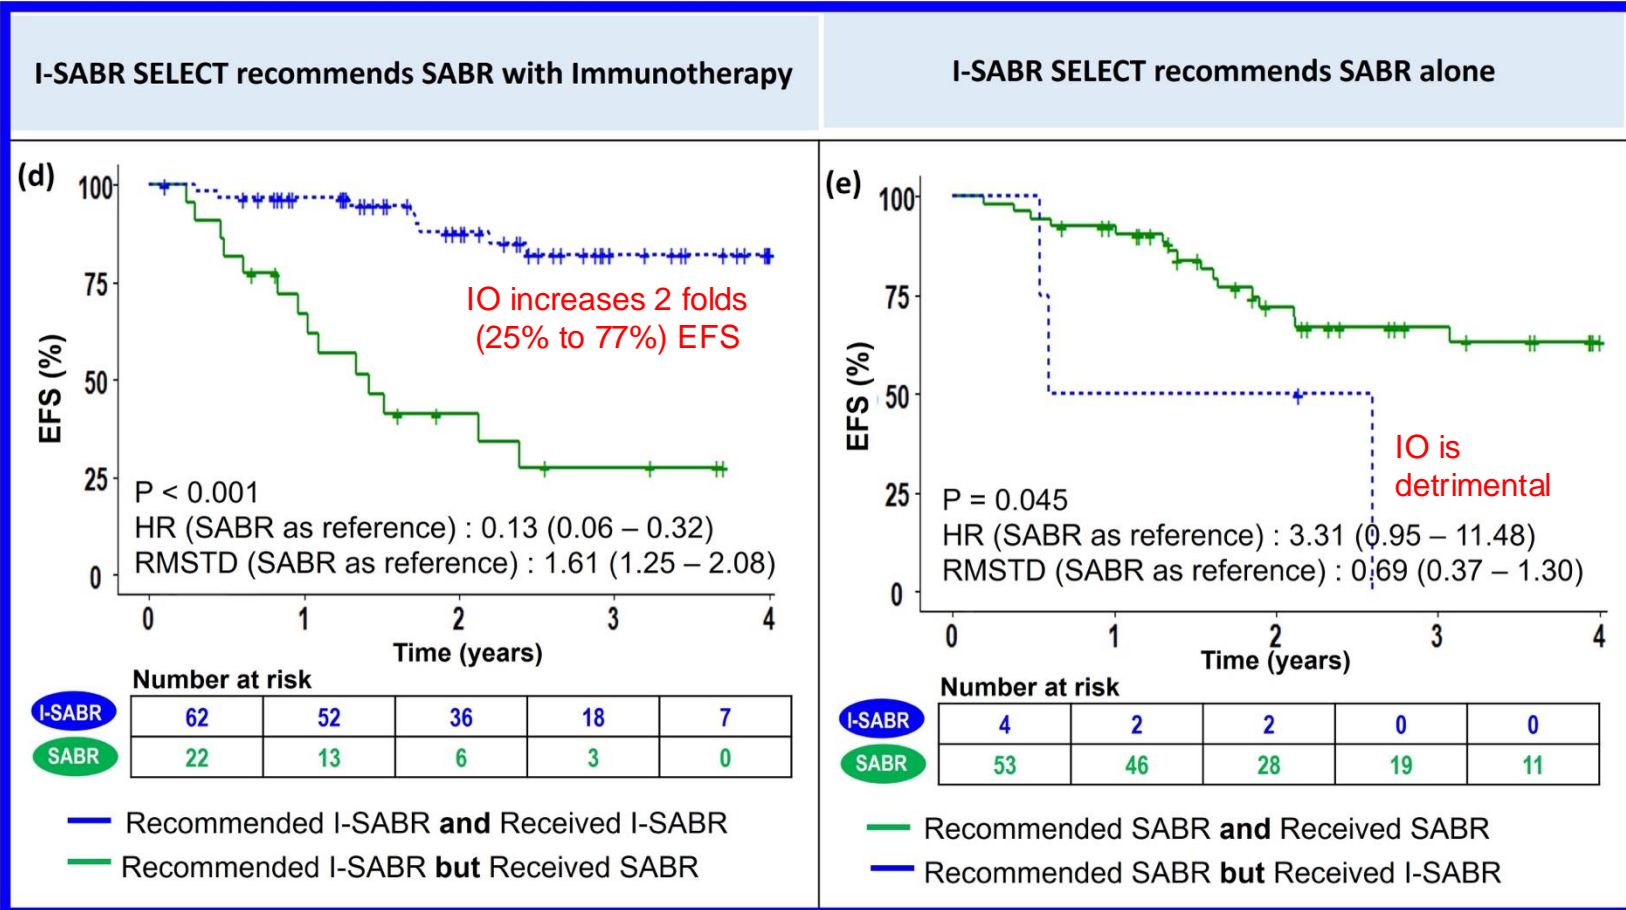 I-SABR SELECT recommends SABR with Immunotherapy
I-SABR SELECT recommends SABR alone
(d)
100
75
50
25
0
EFS (%)
IO increases 2 folds
(25% to 77%) EFS
P < 0.001
HR (SABR as reference) : 0.13 (0.06 – 0.32)
RMSTD (SABR as reference) : 1.61 (1.25 – 2.08)
0 1 2 3 4
Time (years)
Number at risk
I-SABR 62 52 36 18 7
SABR 22 13 6 3 0
Recommended I-SABR and Received I-SABR
Recommended I-SABR but Received SABR
(e)
100
75
50
25
0
EFS (%)
IO is
detrimental
P = 0.045
HR (SABR as reference) : 3.31 (0.95 – 11.48)
RMSTD (SABR as reference) : 0.69 (0.37 – 1.30)
0 1 2 3 4
Time (years)
Number at risk
I-SABR 4 2 2 0 0
SABR 53 46 28 19 11
Recommended SABR and Received SABR
Recommended SABR but Received I-SABR